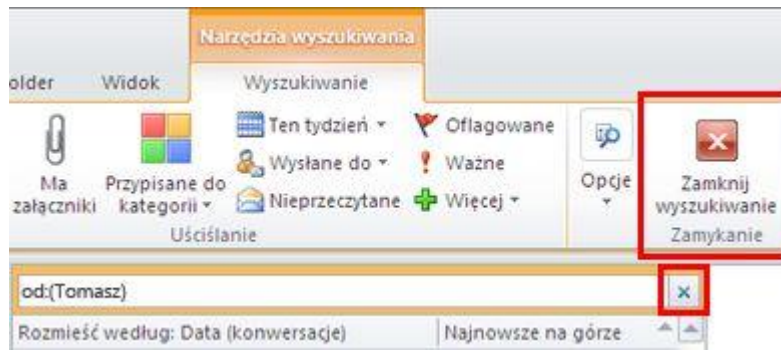 Narzędzia wyszukiwania
older Widok Wyszukiwanie
Ma załączniki
Przypisane do kategorii
Ten tydzień
Wysłane do
Nieprzeczytane
Oflagowane
Ważne
Więcej
Uściślanie
Opcje
Zamknij wyszukiwanie
Zamykanie
od:(Tomasz)
Rozmieść według: Data (konwersacje) Najnowsze na górze